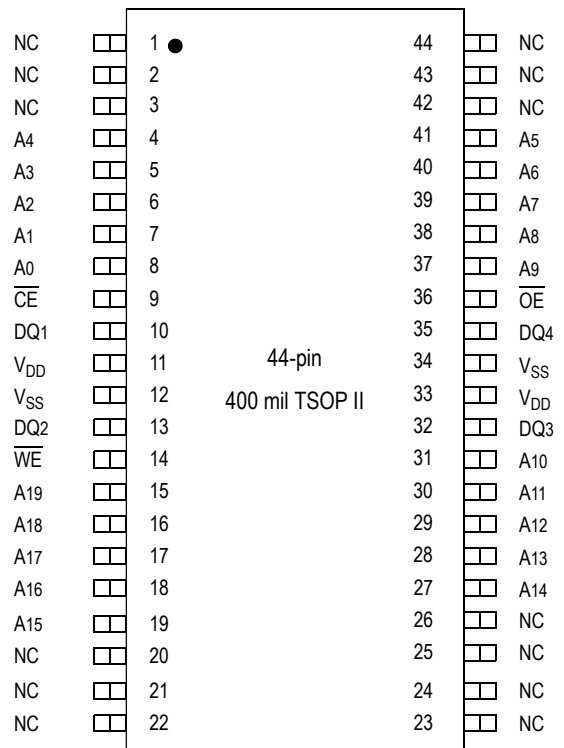 NC 1 44 NC
NC 2 43 NC
NC 3 42 NC
A4 4 41 A5
A3 5 40 A6
A2 6 39 A7
A1 7 38 A8
A0 8 37 A9
CE 9 36 OE
DQ1 10 35 DQ4
VDD 11 44-pin 34 VSS
VSS 12 400 mil TSOP II 33 VDD
DQ2 13 32 DQ3
WE 14 31 A10
A19 15 30 A11
A18 16 29 A12
A17 17 28 A13
A16 18 27 A14
A15 19 26 NC
NC 20 25 NC
NC 21 24 NC
NC 22 23 NC